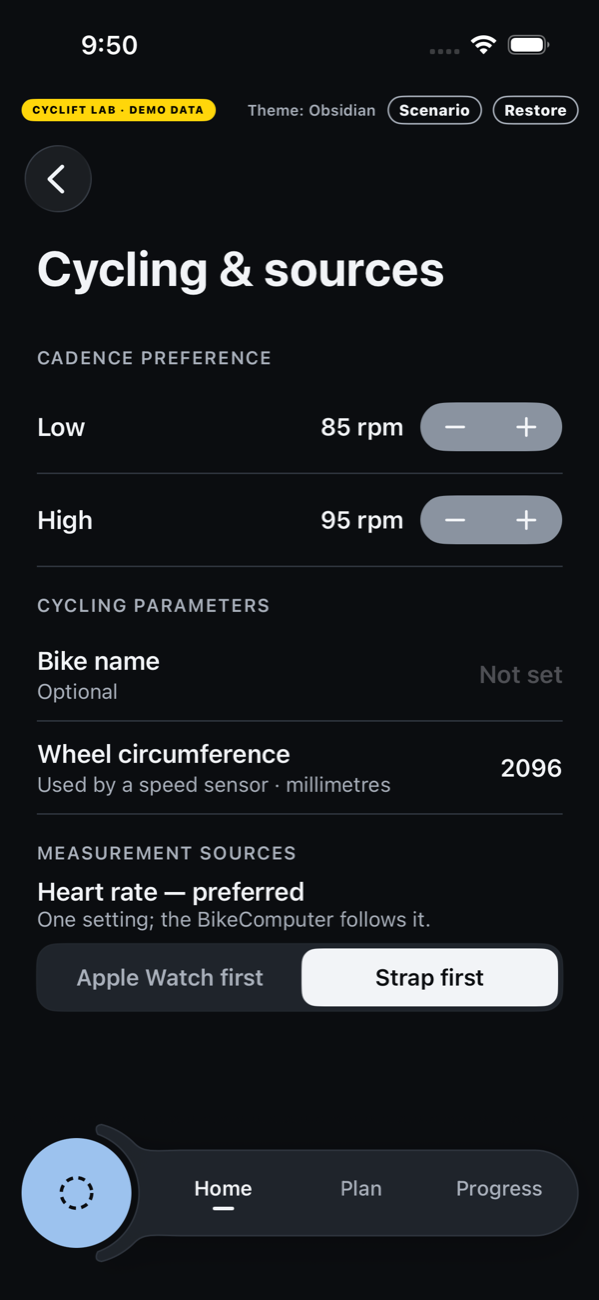 9:50
CYCLIFT LAB · DEMO DATA
Theme: Obsidian
Scenario
Restore
Cycling & sources
CADENCE PREFERENCE
Low
85 rpm
High
95 rpm
CYCLING PARAMETERS
Bike name
Optional
Not set
Wheel circumference
Used by a speed sensor · millimetres
2096
MEASUREMENT SOURCES
Heart rate — preferred
One setting; the BikeComputer follows it.
Apple Watch first
Strap first
Home
Plan
Progress